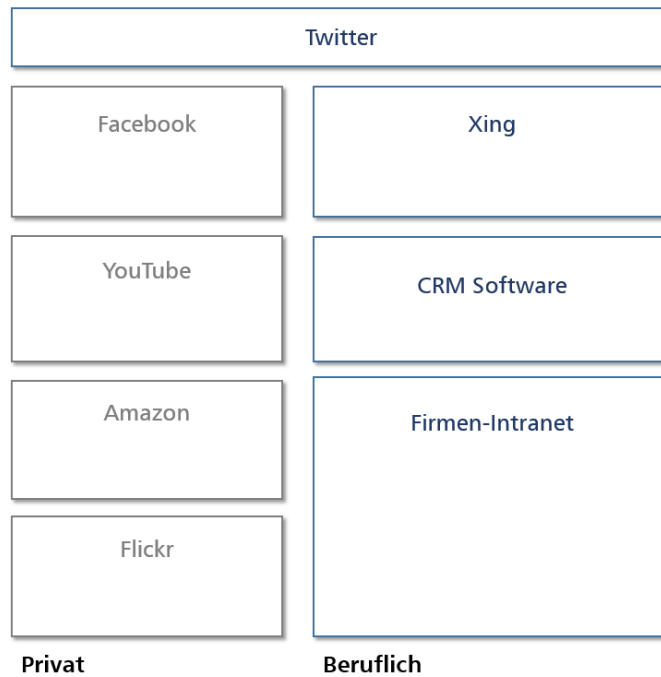 Twitter
Facebook
Xing
YouTube
CRM Software
Amazon
Firmen-Intranet
Flickr
Privat
Beruflich